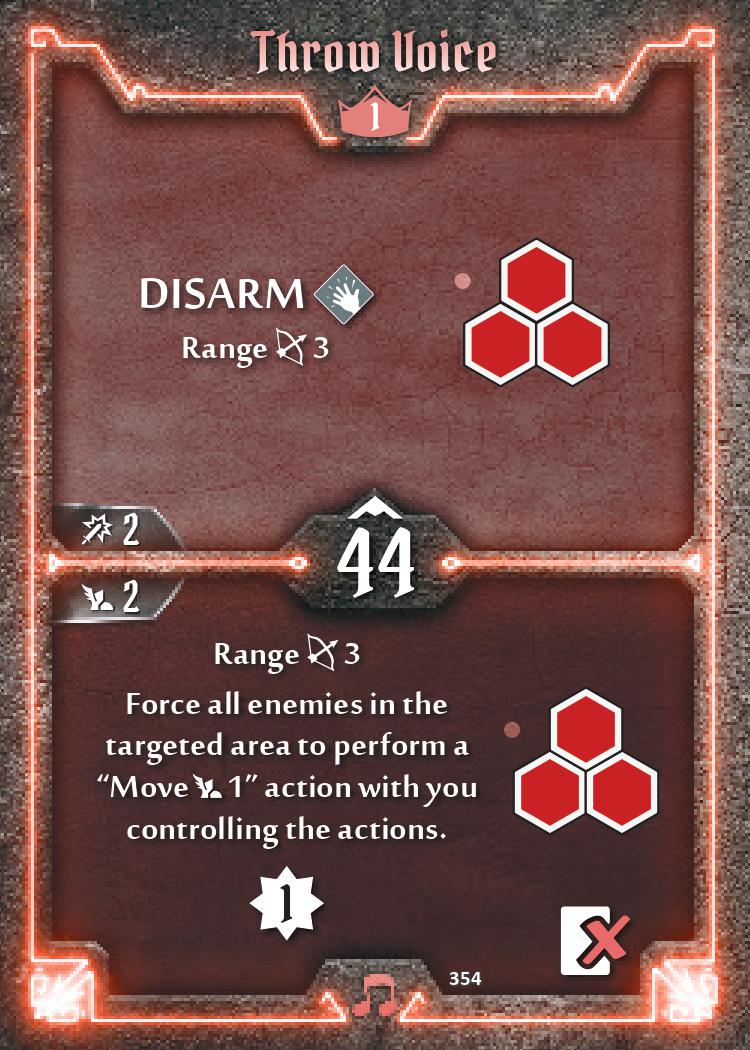 Throw Voice
1
DISARM
Range 3
2
44
2
Range 3
Force all enemies in the
targeted area to perform a
“Move 1” action with you
controlling the actions.
1
354